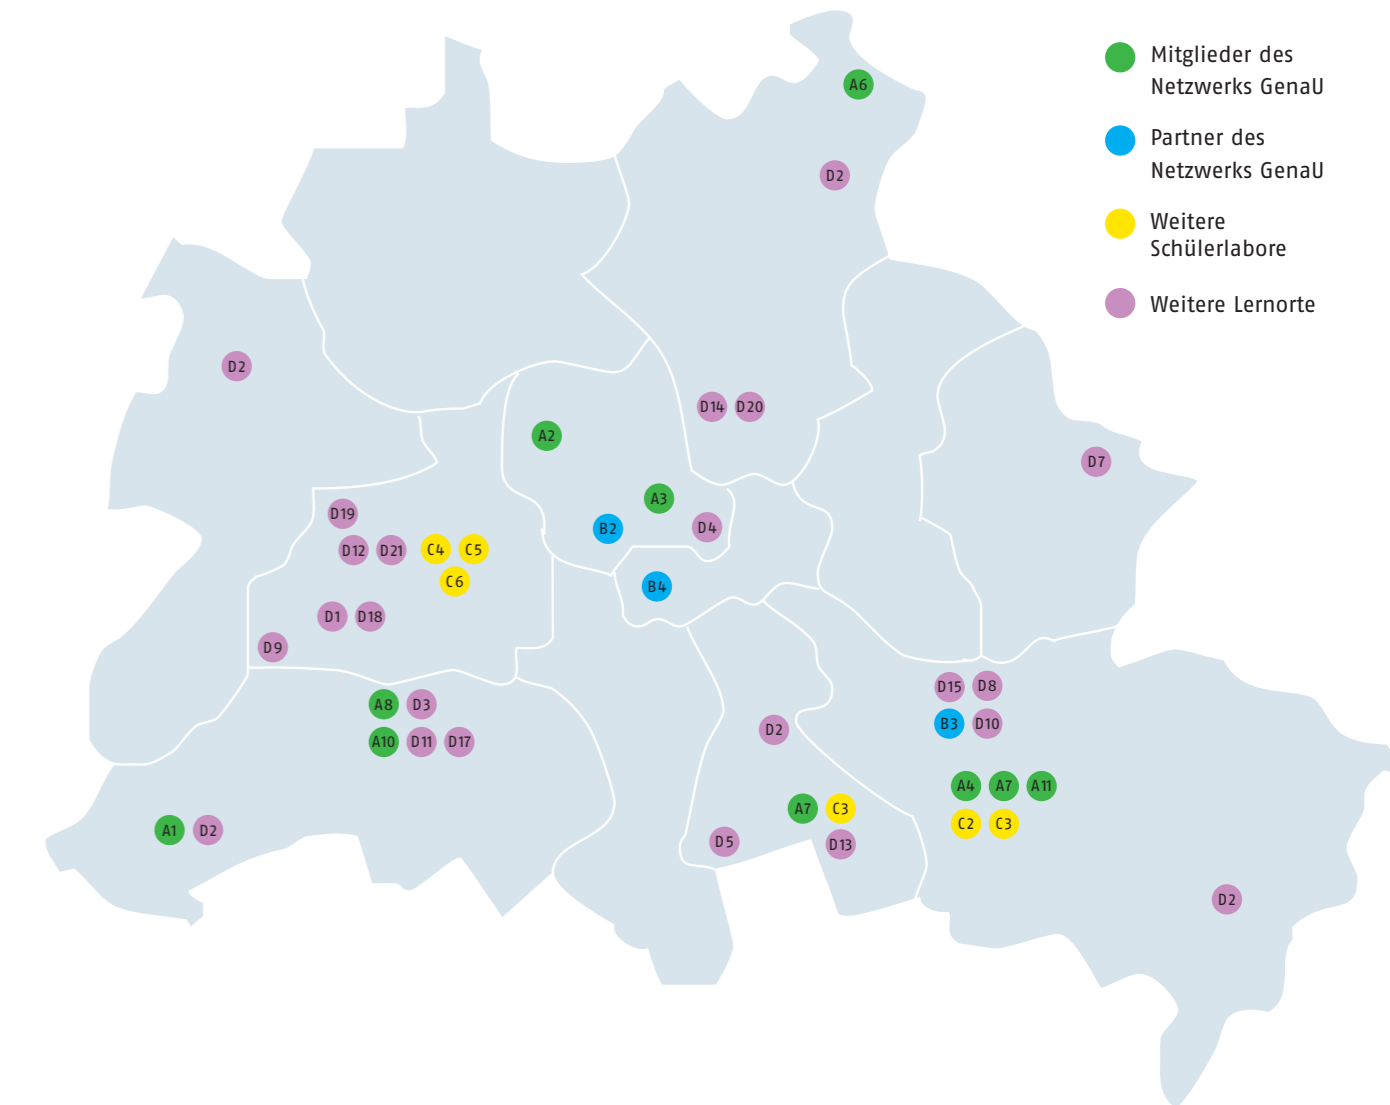 Mitglieder des
Netzwerks GenaU
Partner des
Netzwerks GenaU
Weitere
Schülerlabore
Weitere Lernorte
A6
D2
D2
D14 D20
A2
D7
A3
D19
B2
D4
D12 D21 C4 C5
C6
B4
D1 D18
D9
D15 D8
A8 D3
B3 D10
D2
A10 D11 D17
A4 A7 A11
A7 C3
C2 C3
A1 D2
D5
D13
D2